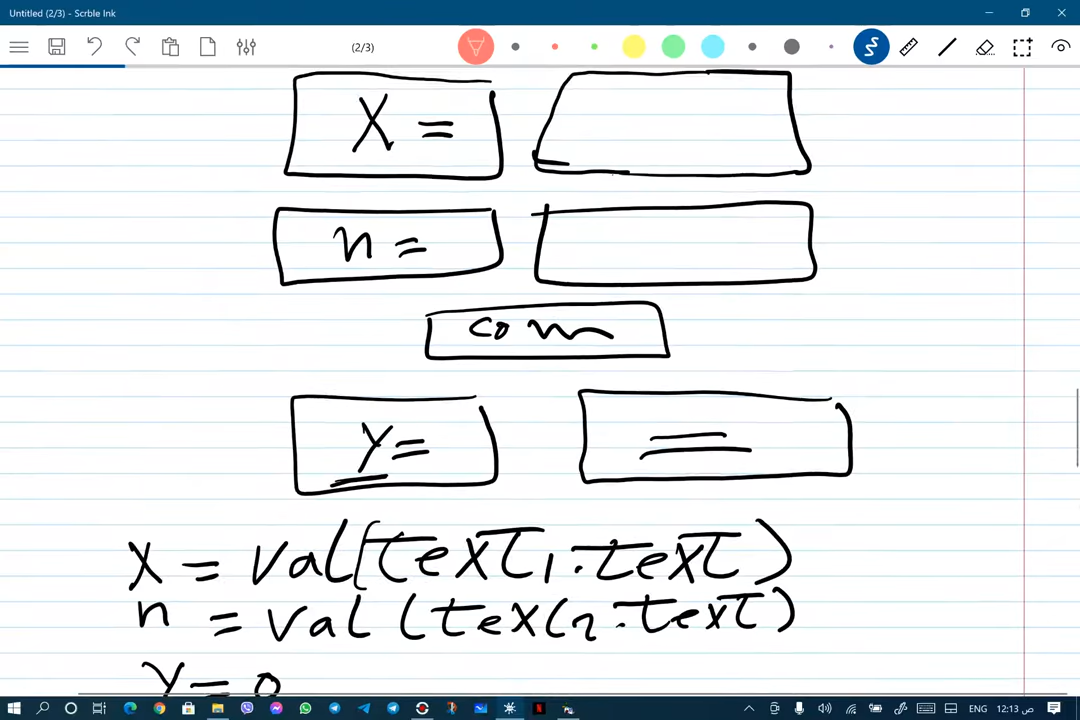 Untitled (2/3) - Scrble Ink
(2/3)
X =
n =
com
y =
X = val(text1.text)
n = val(text2.text)
y = 0
ENG 12:13 ص